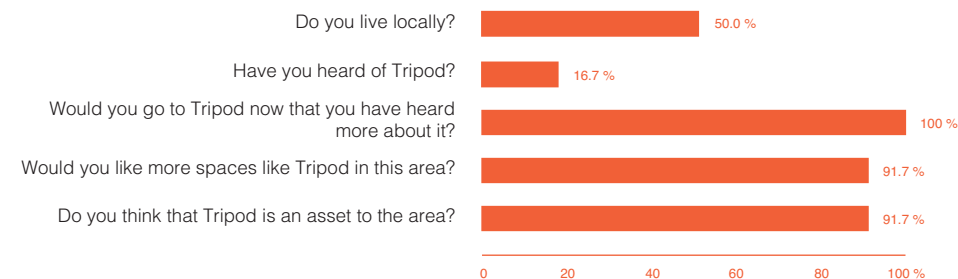 Do you live locally?
50.0 %
Have you heard of Tripod?
16.7 %
Would you go to Tripod now that you have heard
more about it?
100 %
Would you like more spaces like Tripod in this area?
91.7 %
Do you think that Tripod is an asset to the area?
91.7 %
0 20 40 60 80 100 %